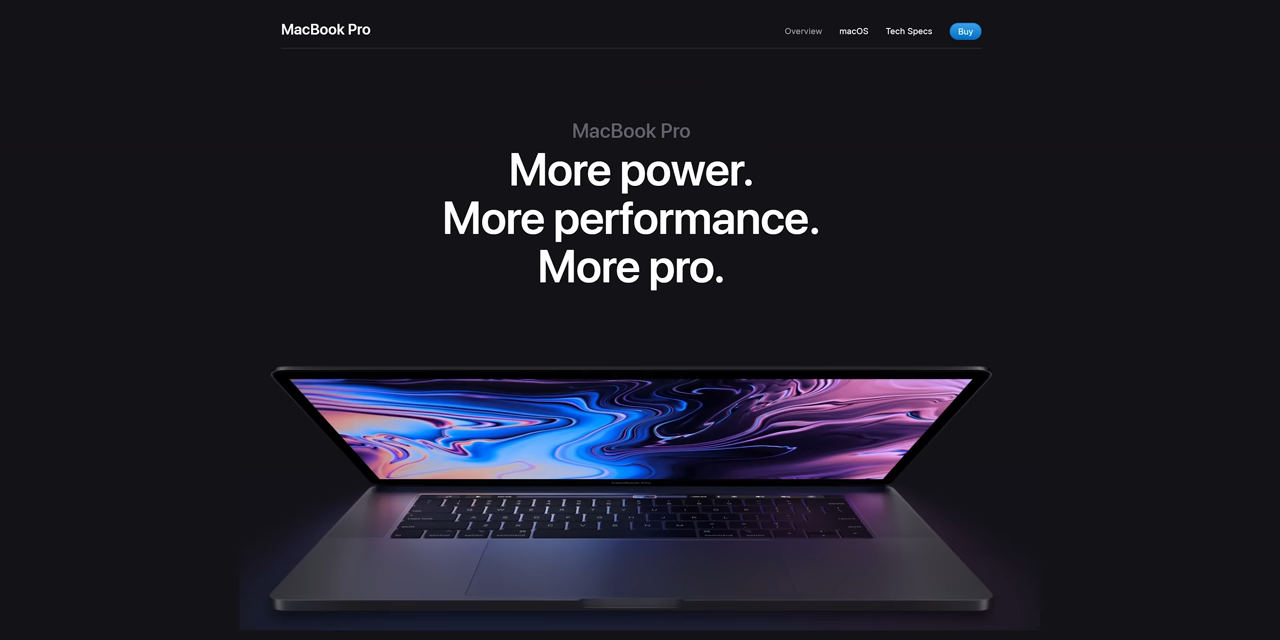 MacBook Pro
Overview macOS Tech Specs Buy
MacBook Pro
More power.
More performance.
More pro.